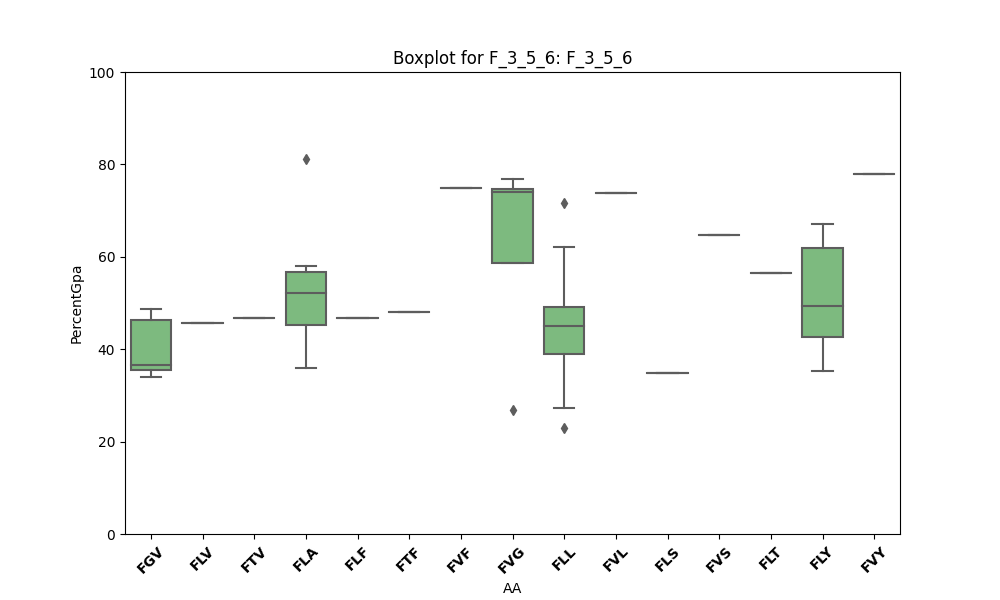 Boxplot for F_3_5_6: F_3_5_6
100
80
60
40
20
0
PercentGpa
FGV FLV FTV FLA FLF FTF FVF FVG FLL FVL FLS FVS FLT FLY FVY
AA